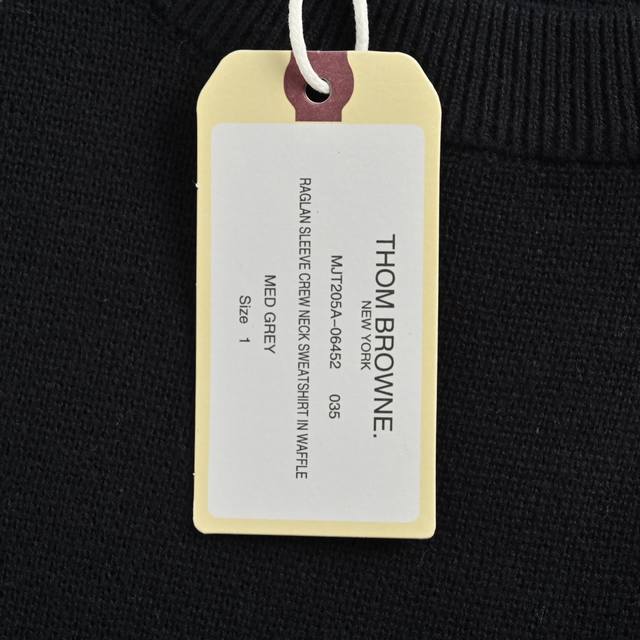 THOM BROWNE.
NEW YORK
MJT205A-06452 035
RAGLAN SLEEVE CREW NECK SWEATSHIRT IN WAFFLE
MED GREY
Size 1